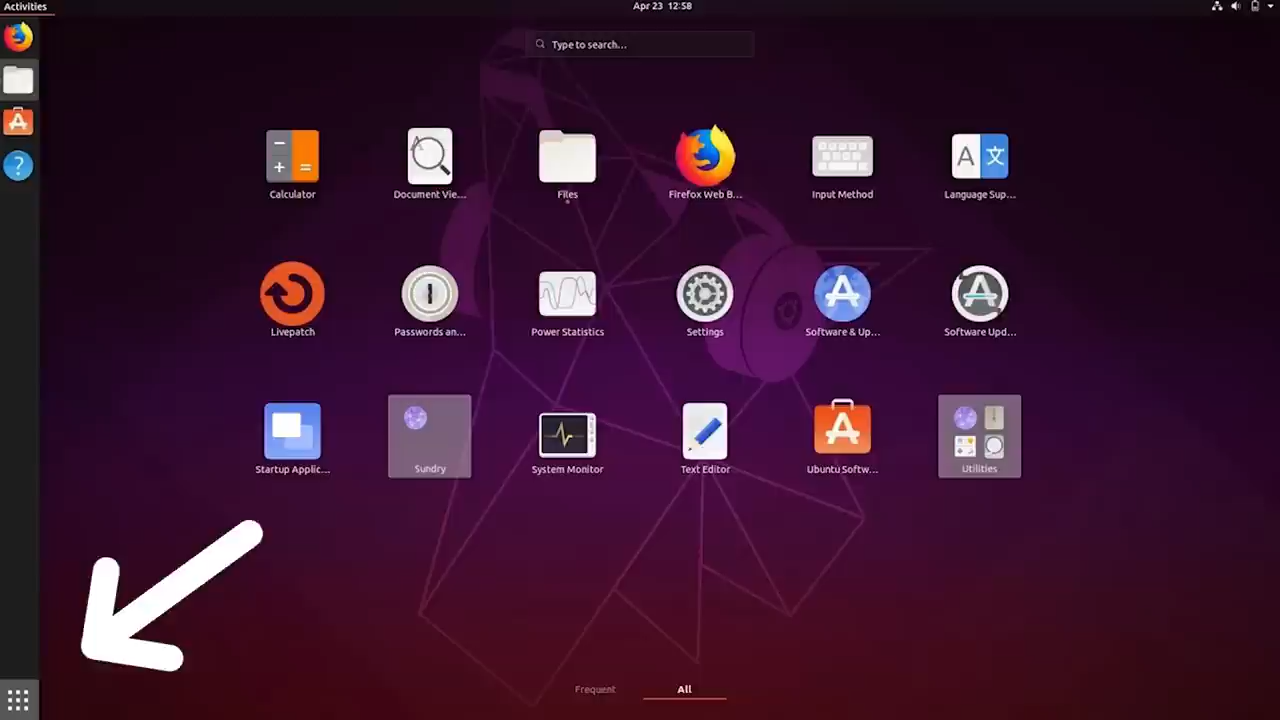 Activities
Apr 23 12:58
Type to search...
Calculator
Document Vie...
Files
Firefox Web B...
Input Method
Language Sup...
Livepatch
Passwords an...
Power Statistics
Settings
Software & Up...
Software Upd...
Startup Applic...
Sundry
System Monitor
Text Editor
Ubuntu Softw...
Utilities
Frequent
All